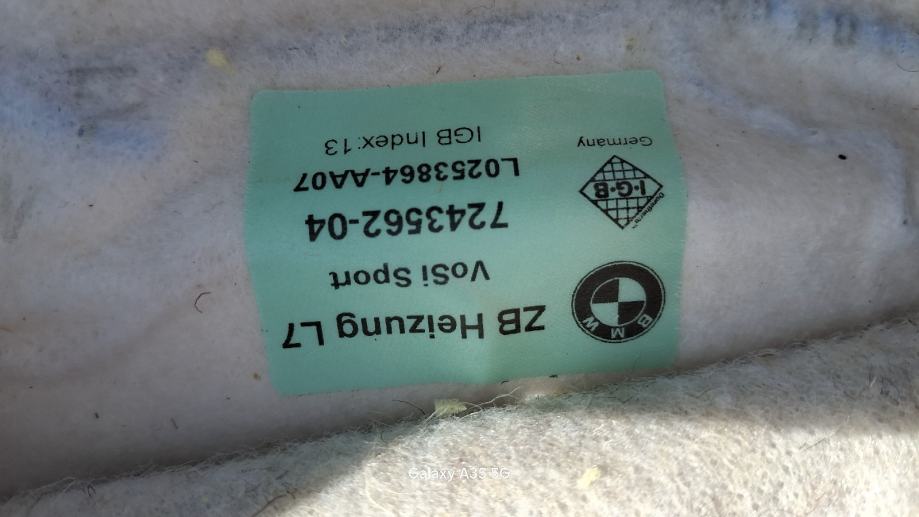 BMW
ZB Heizung L7
VoSi Sport
7243562-04
L0253864-AA07
IGB Index:13
I·G·B
Germany
Galaxy A35 5G